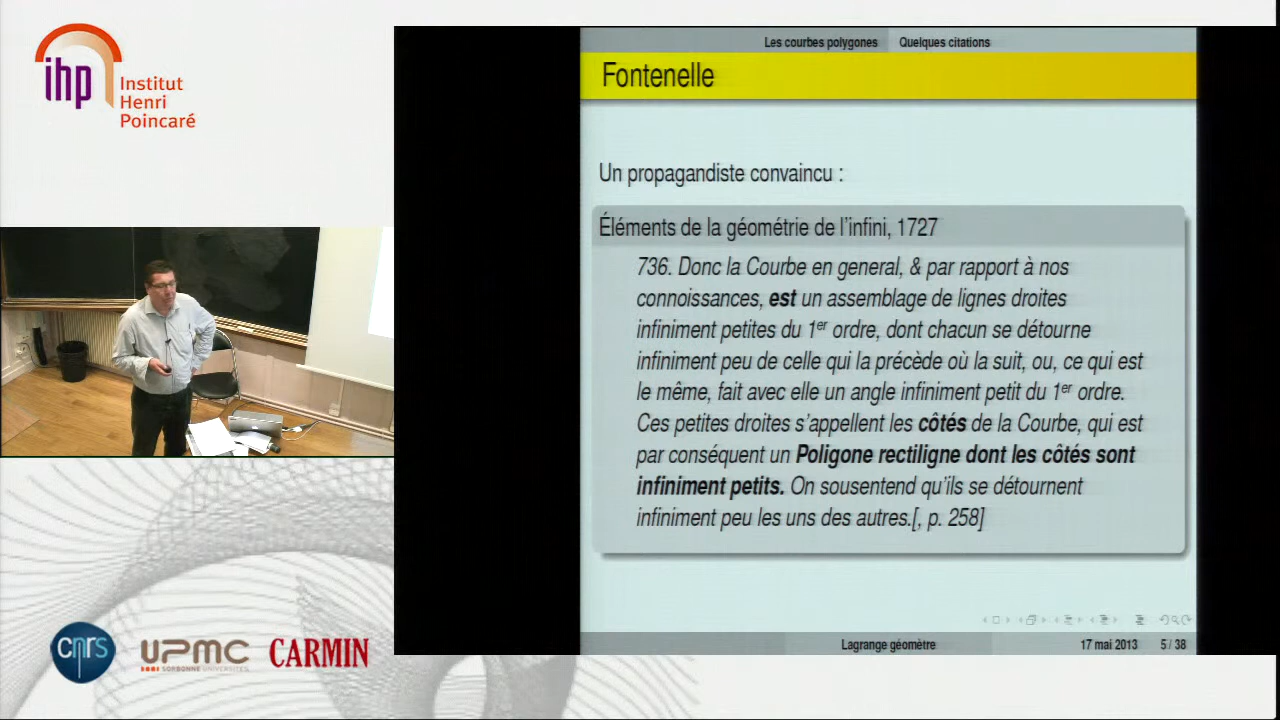 ihp
Institut
Henri
Poincaré
Les courbes polygones
Quelques citations
Fontenelle
Un propagandiste convaincu :
Éléments de la géométrie de l'infini, 1727
736. Donc la Courbe en general, & par rapport à nos
connoissances, est un assemblage de lignes droites
infiniment petites du 1er ordre, dont chacun se détourne
infiniment peu de celle qui la précède où la suit, ou, ce qui est
le même, fait avec elle un angle infiniment petit du 1er ordre.
Ces petites droites s'appellent les côtés de la Courbe, qui est
par conséquent un Poligone rectiligne dont les côtés sont
infiniment petits. On sousentend qu'ils se détournent
infiniment peu les uns des autres.[, p. 258]
Lagrange géomètre
17 mai 2013
5 / 38
cnrs
UPMC
SORBONNE UNIVERSITÉS
CARMIN